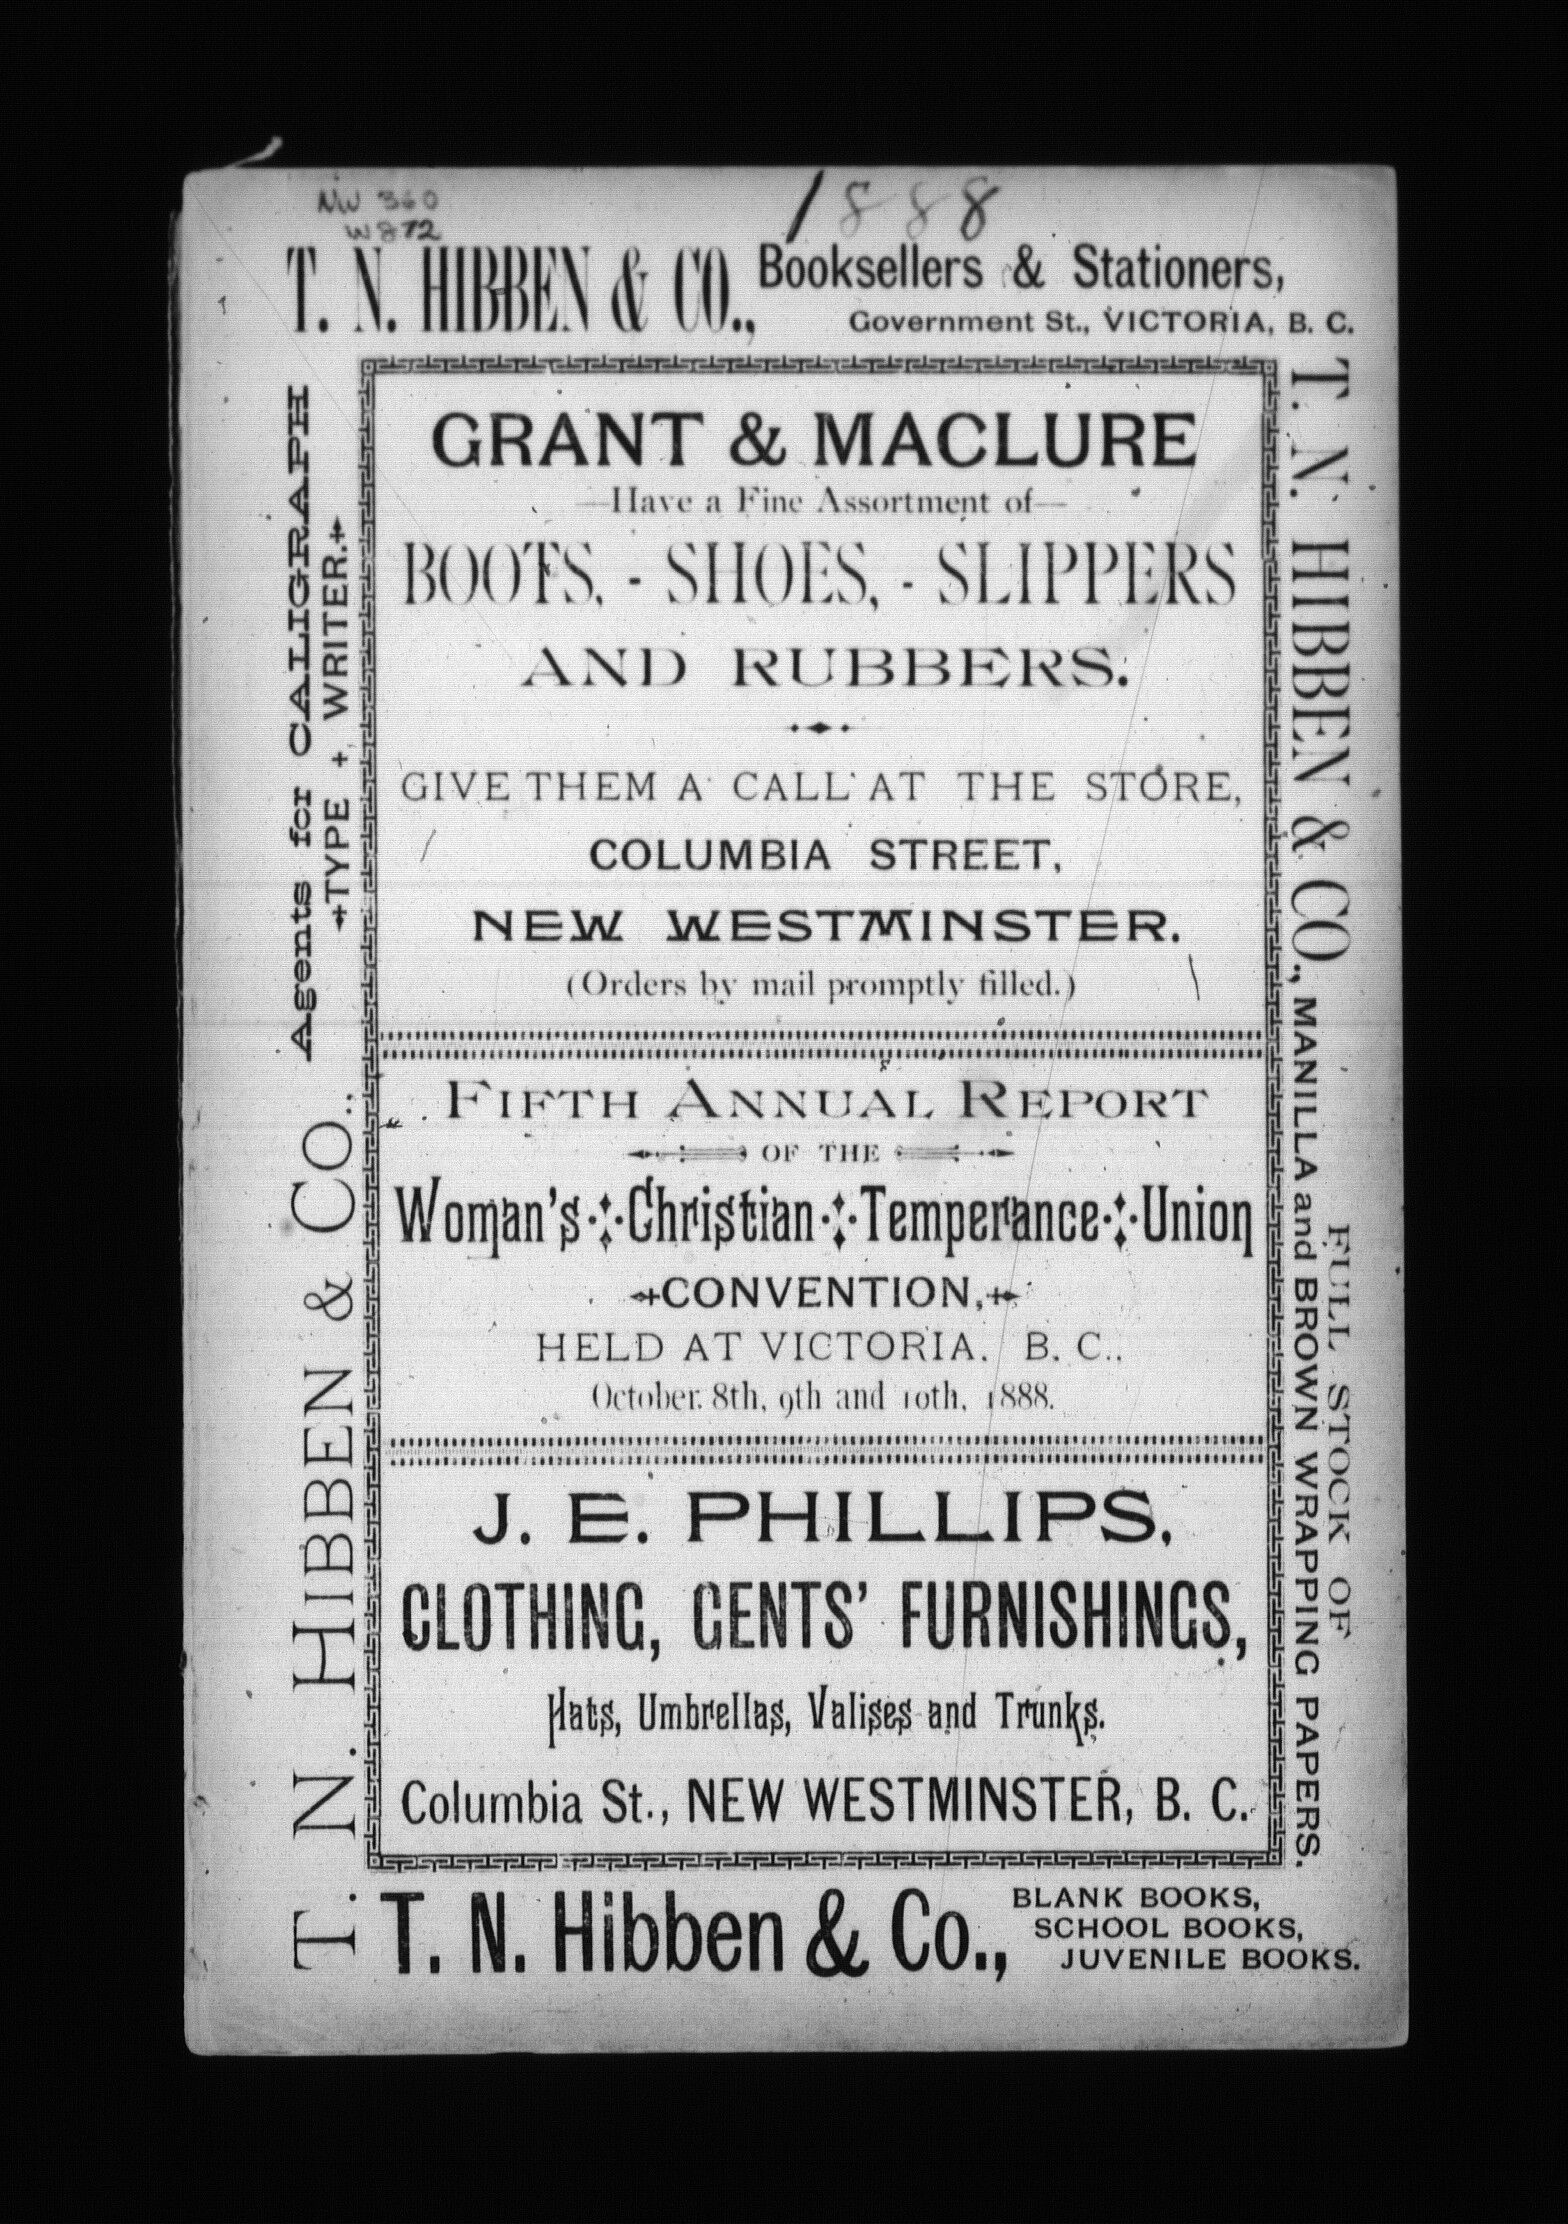 NW 360
W872
1888
T. N. HIBBEN & CO., Booksellers & Stationers,
Government St., VICTORIA, B. C.
GRANT & MACLURE
—Have a Fine Assortment of—
BOOTS, - SHOES, - SLIPPERS
AND RUBBERS.
GIVE THEM A CALL AT THE STORE,
COLUMBIA STREET,
NEW WESTMINSTER.
(Orders by mail promptly filled.)
FIFTH ANNUAL REPORT
OF THE
Woman's Christian Temperance Union
CONVENTION,
HELD AT VICTORIA, B. C.,
October 8th, 9th and 10th, 1888.
J. E. PHILLIPS,
CLOTHING, GENTS' FURNISHINGS,
Hats, Umbrellas, Valises and Trunks.
Columbia St., NEW WESTMINSTER, B. C.
T. N. HIBBEN & CO., Agents for CALIGRAPH
TYPE + WRITER.
T. N. HIBBEN & CO., MANILLA and BROWN WRAPPING PAPERS.
FULL STOCK OF
T. N. Hibben & Co., BLANK BOOKS,
SCHOOL BOOKS,
JUVENILE BOOKS.